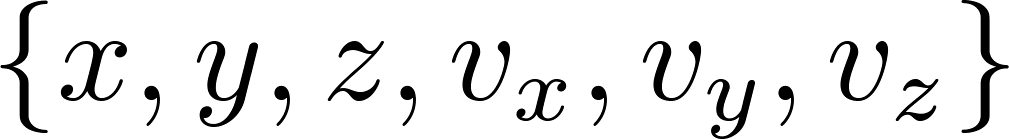 {x, y, z, v_x, v_y, v_z}